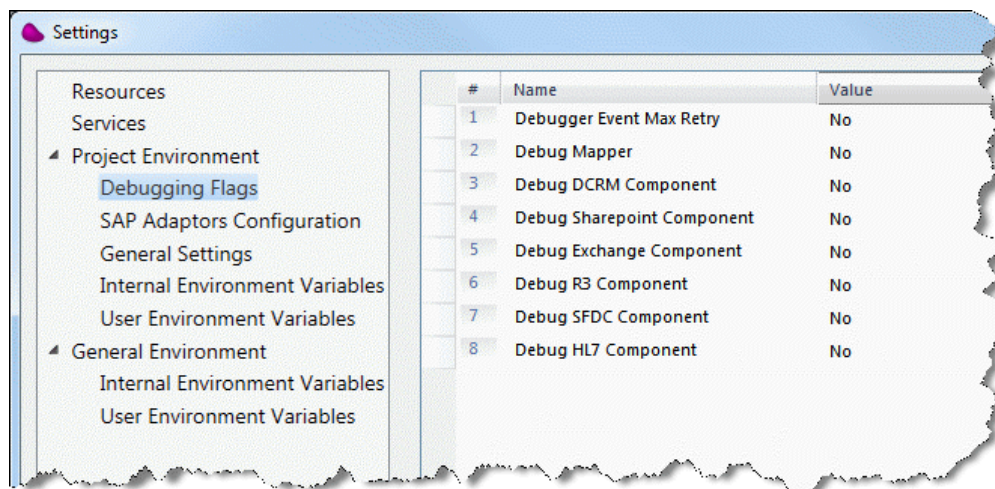 Settings
Resources
Services
Project Environment
Debugging Flags
SAP Adaptors Configuration
General Settings
Internal Environment Variables
User Environment Variables
General Environment
Internal Environment Variables
User Environment Variables
# Name Value
1 Debugger Event Max Retry No
2 Debug Mapper No
3 Debug DCRM Component No
4 Debug Sharepoint Component No
5 Debug Exchange Component No
6 Debug R3 Component No
7 Debug SFDC Component No
8 Debug HL7 Component No